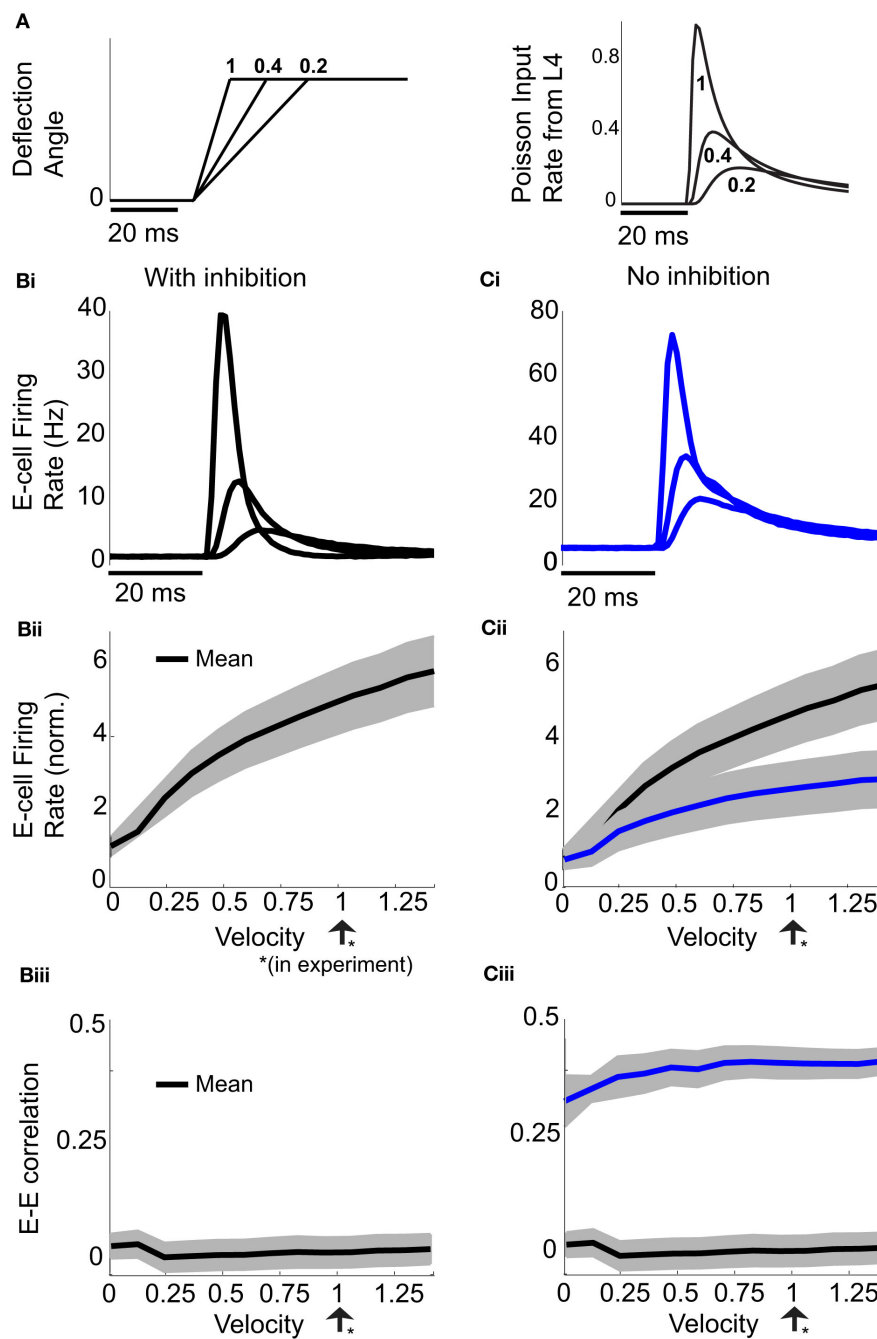 A
Deflection
Angle
1 0.4 0.2
0
20 ms
Poisson Input
Rate from L4
0.8
0.4
0
1
0.4
0.2
20 ms
Bi
With inhibition
E-cell Firing
Rate (Hz)
40
30
20
10
0
20 ms
Ci
No inhibition
80
60
40
20
0
20 ms
Bii
E-cell Firing
Rate (norm.)
6
4
2
0
Mean
0 0.25 0.5 0.75 1 1.25
Velocity
*
*(in experiment)
Cii
6
4
2
0
0 0.25 0.5 0.75 1 1.25
Velocity
*
Biii
E-E correlation
0.5
0.25
0
Mean
0 0.25 0.5 0.75 1 1.25
Velocity
*
Ciii
0.5
0.25
0
0 0.25 0.5 0.75 1 1.25
Velocity
*